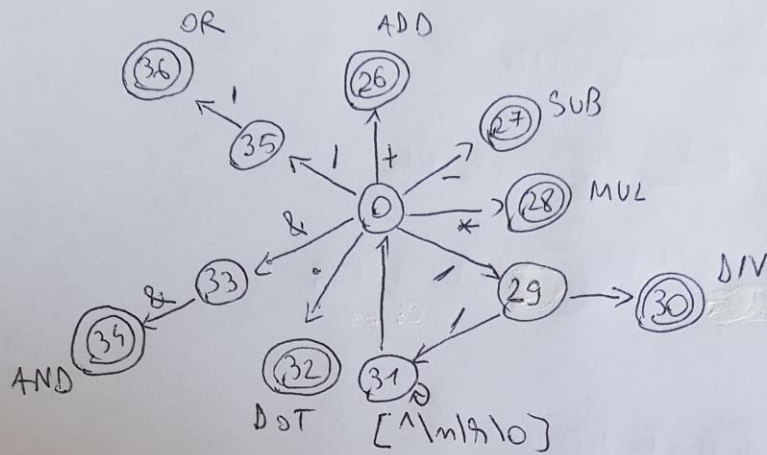 OR
ADD
36
26
|
27
SUB
35
|
+
-
0
28
MUL
*
&
.
/
33
29
DIV
30
&
/
34
32
31
AND
DOT
[^\n\r\0]